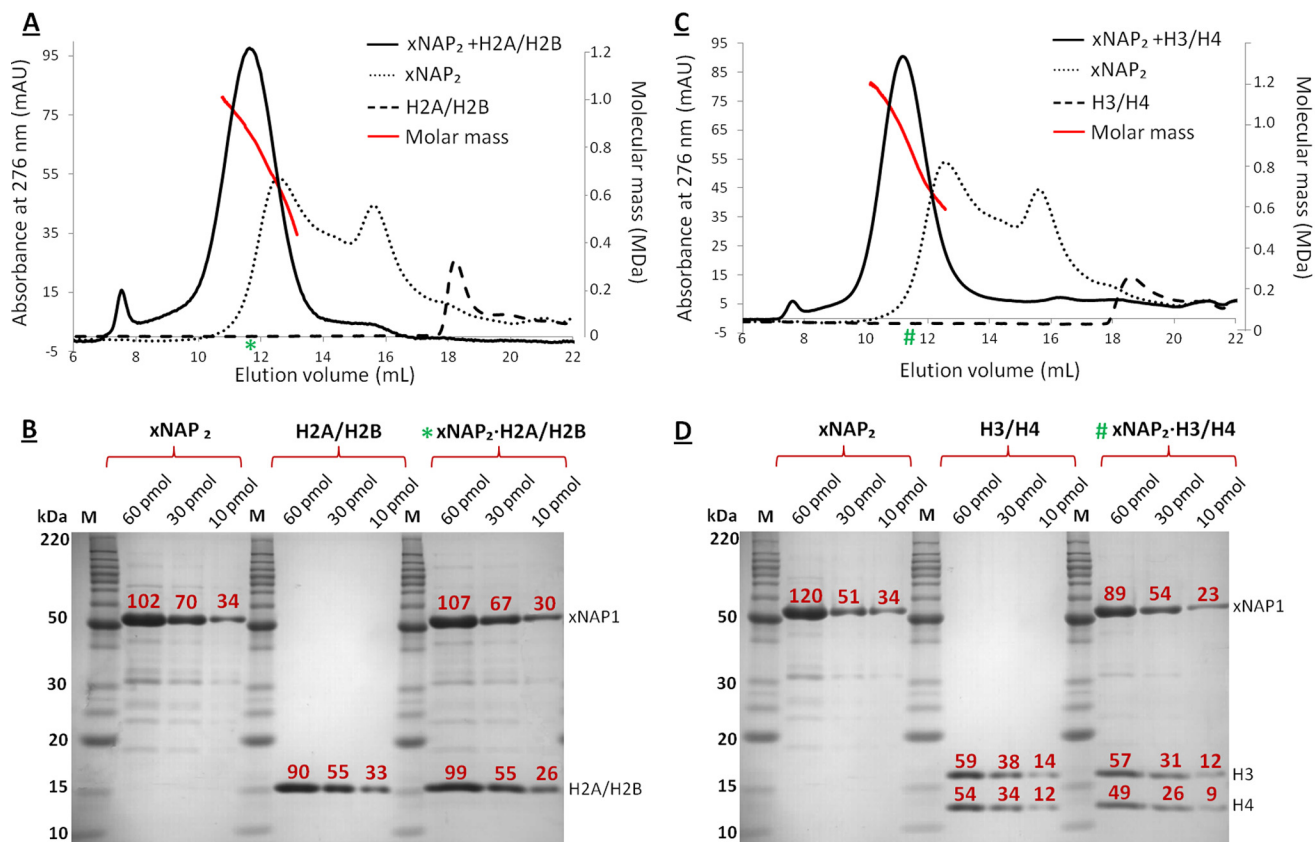 A
xNAP₂ +H2A/H2B
xNAP₂
H2A/H2B
Molar mass
Absorbance at 276 nm (mAU)
95
75
55
35
15
-5
1.2
1.0
0.8
0.6
0.4
0.2
0
Molecular mass (MDa)
6 8 10 12 14 16 18 20 22
*
Elution volume (mL)
C
xNAP₂ +H3/H4
xNAP₂
H3/H4
Molar mass
Absorbance at 276 nm (mAU)
95
85
75
65
55
45
35
25
15
5
-5
1.2
1.0
0.8
0.6
0.4
0.2
0
Molecular mass (MDa)
6 8 10 12 14 16 18 20 22
#
Elution volume (mL)
B
xNAP ₂ H2A/H2B * xNAP₂·H2A/H2B
kDa M 60 pmol 30 pmol 10 pmol M 60 pmol 30 pmol 10 pmol M 60 pmol 30 pmol 10 pmol
220
102 70 34 107 67 30
50 xNAP1
30
20
90 55 33 99 55 26
15 H2A/H2B
10
D
xNAP₂ H3/H4 # xNAP₂·H3/H4
kDa M 60 pmol 30 pmol 10 pmol M 60 pmol 30 pmol 10 pmol M 60 pmol 30 pmol 10 pmol
220
120 51 34 89 54 23
50 xNAP1
30
20
59 38 14 57 31 12
15 H3
54 34 12 49 26 9
H4
10